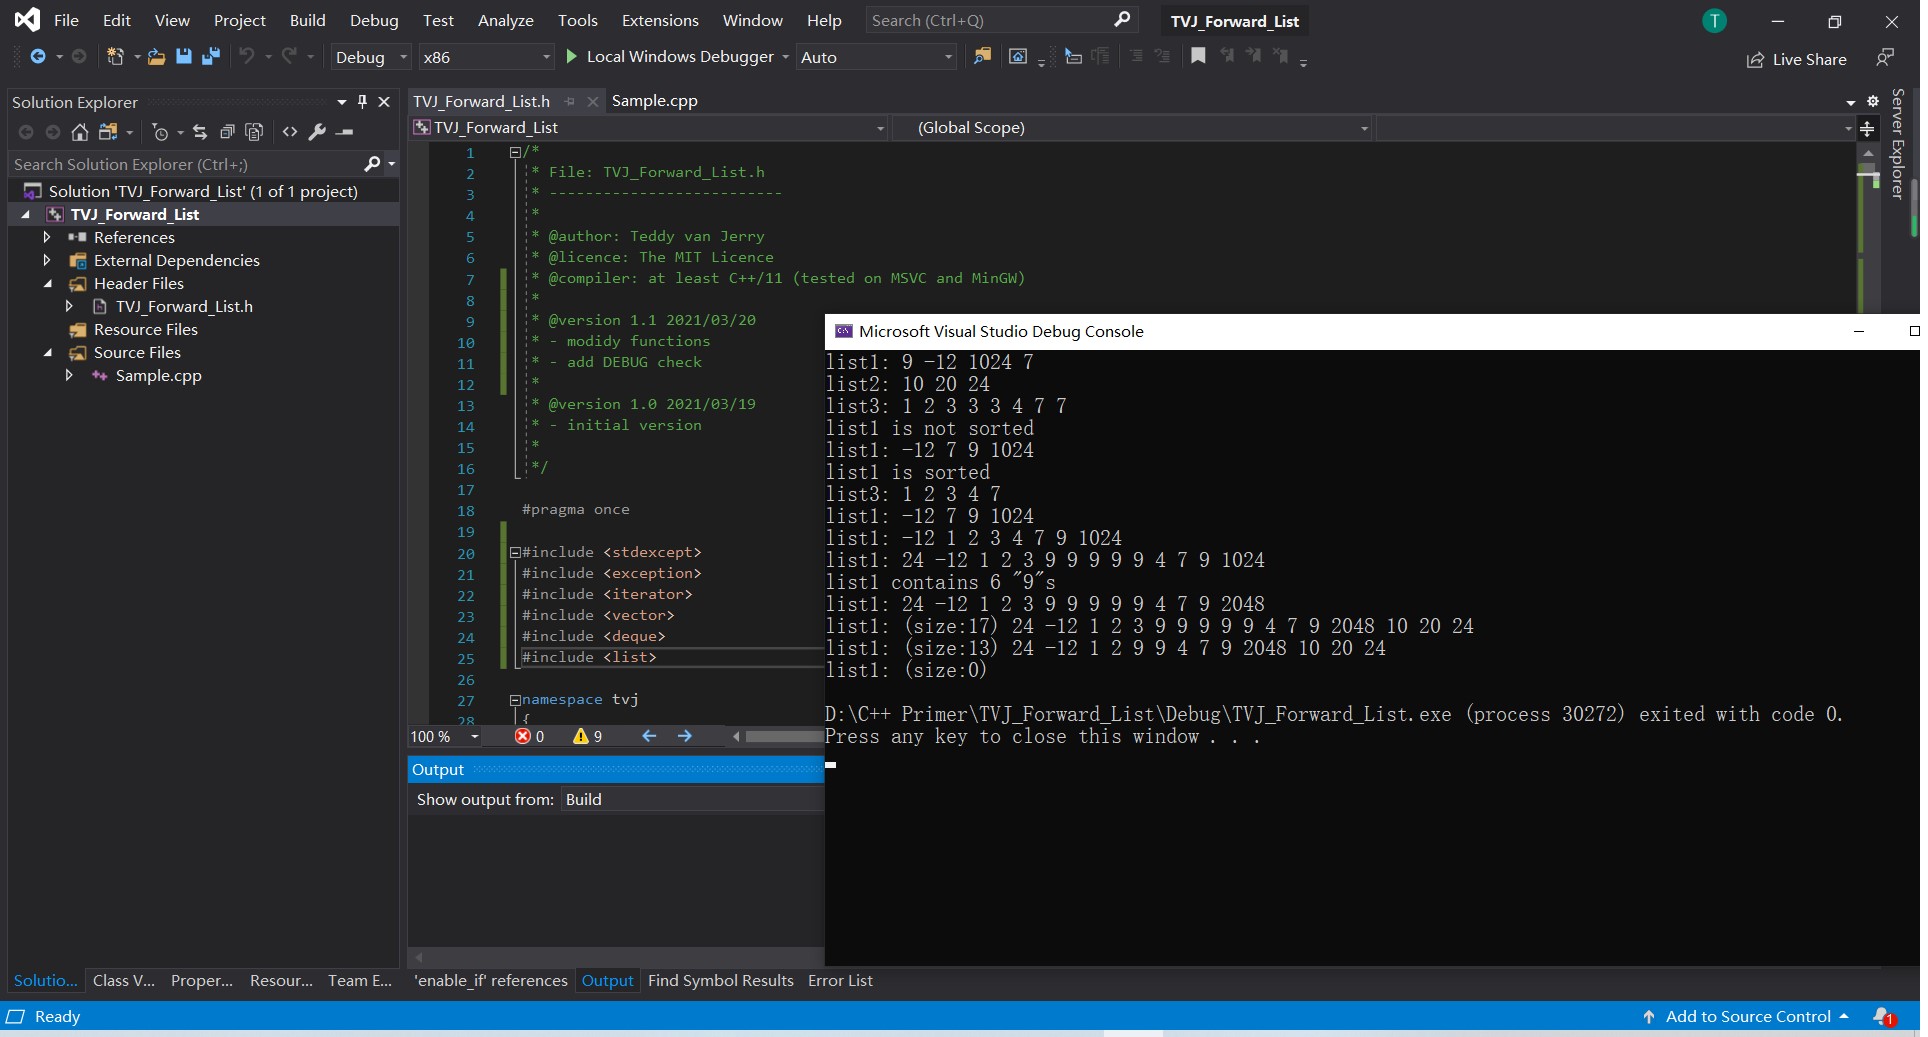 File Edit View Project Build Debug Test Analyze Tools Extensions Window Help Search (Ctrl+Q) TVJ_Forward_List T
Debug x86 Local Windows Debugger Auto Live Share
Solution Explorer
Search Solution Explorer (Ctrl+;)
Solution 'TVJ_Forward_List' (1 of 1 project)
TVJ_Forward_List
References
External Dependencies
Header Files
TVJ_Forward_List.h
Resource Files
Source Files
Sample.cpp
TVJ_Forward_List.h Sample.cpp
TVJ_Forward_List (Global Scope)
1 /*
2 * File: TVJ_Forward_List.h
3 * --------------------------
4 *
5 * @author: Teddy van Jerry
6 * @licence: The MIT Licence
7 * @compiler: at least C++/11 (tested on MSVC and MinGW)
8 *
9 * @version 1.1 2021/03/20
10 * - modidy functions
11 * - add DEBUG check
12 *
13 * @version 1.0 2021/03/19
14 * - initial version
15 *
16 */
17
18 #pragma once
19
20 #include <stdexcept>
21 #include <exception>
22 #include <iterator>
23 #include <vector>
24 #include <deque>
25 #include <list>
26
27 namespace tvj
28 {
100 % 0 9
Output
Show output from: Build
Microsoft Visual Studio Debug Console
list1: 9 -12 1024 7
list2: 10 20 24
list3: 1 2 3 3 3 4 7 7
list1 is not sorted
list1: -12 7 9 1024
list1 is sorted
list3: 1 2 3 4 7
list1: -12 7 9 1024
list1: -12 1 2 3 4 7 9 1024
list1: 24 -12 1 2 3 9 9 9 9 9 4 7 9 1024
list1 contains 6 "9"s
list1: 24 -12 1 2 3 9 9 9 9 9 4 7 9 2048
list1: (size:17) 24 -12 1 2 3 9 9 9 9 9 4 7 9 2048 10 20 24
list1: (size:13) 24 -12 1 2 9 9 4 7 9 2048 10 20 24
list1: (size:0)
D:\C++ Primer\TVJ_Forward_List\Debug\TVJ_Forward_List.exe (process 30272) exited with code 0.
Press any key to close this window . . .
Server Explorer
Solutio... Class V... Proper... Resour... Team E... 'enable_if' references Output Find Symbol Results Error List
Ready Add to Source Control 1